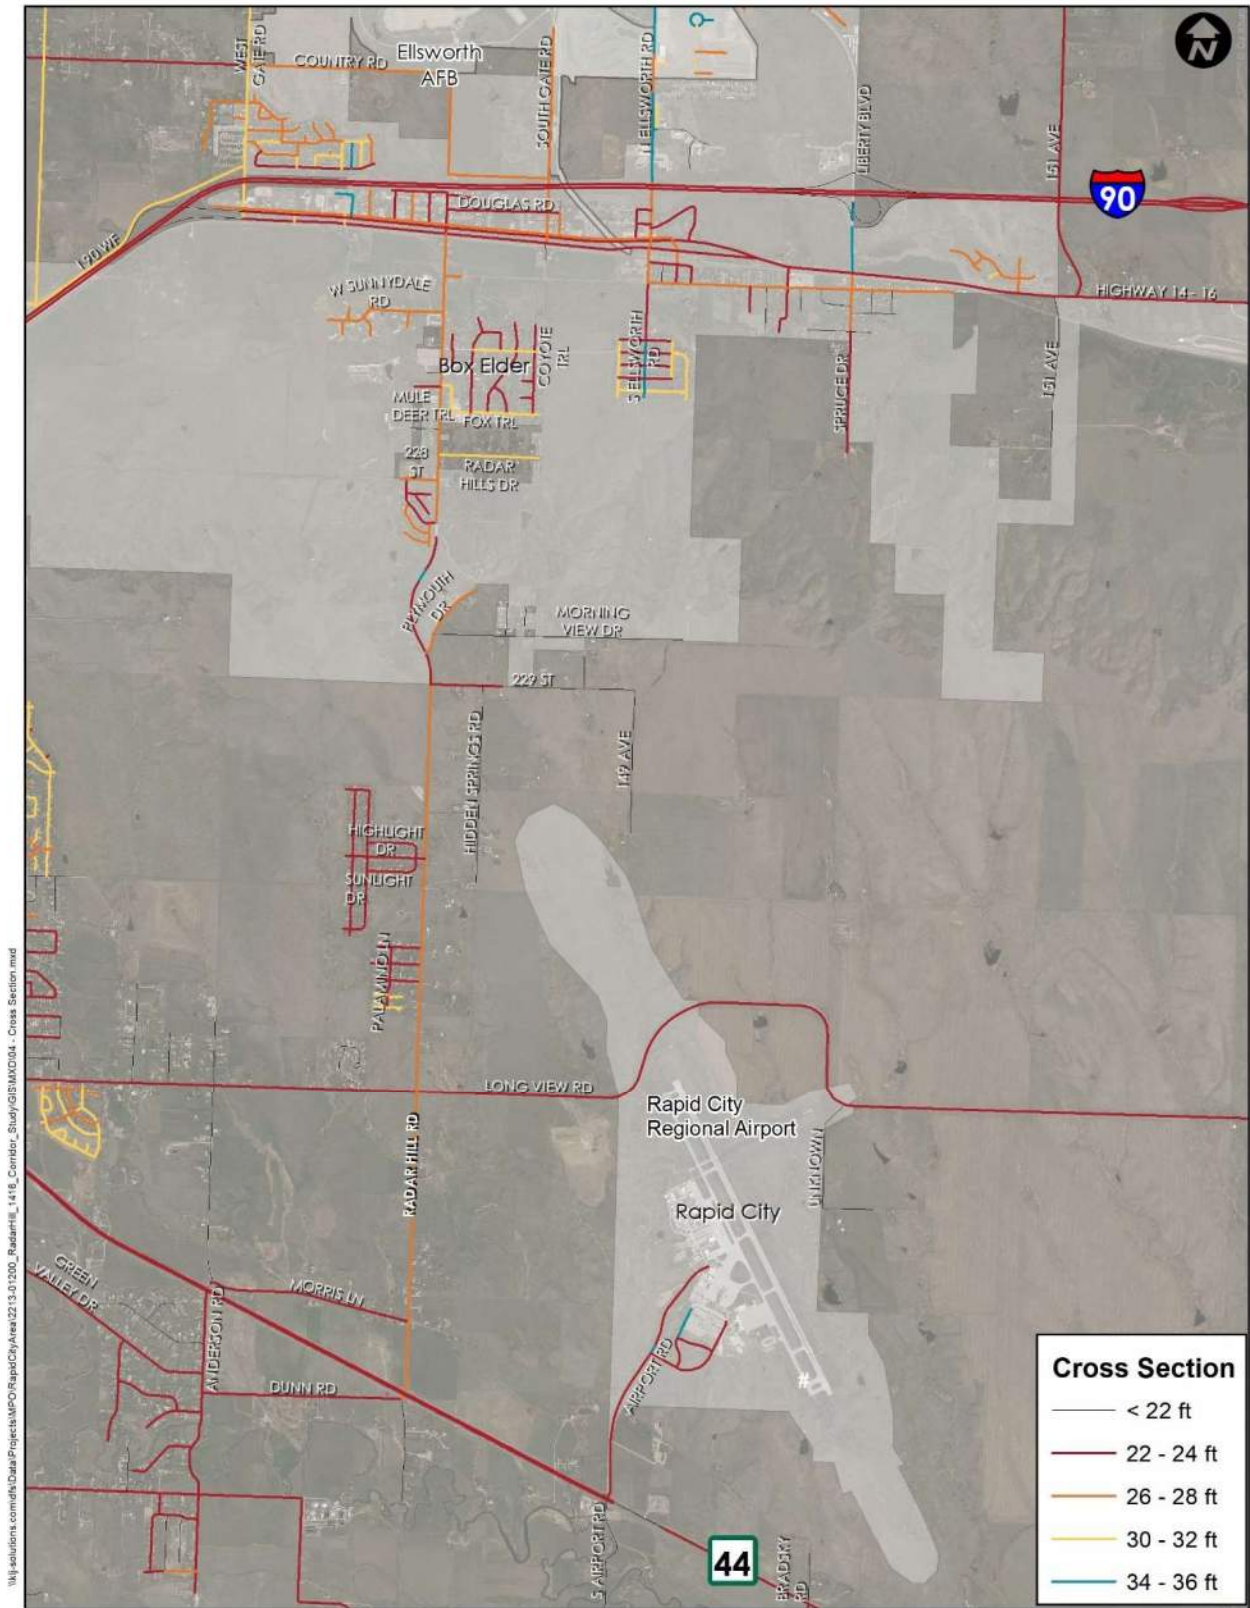 WEST
GATE RD
COUNTRY RD
Ellsworth
AFB
SOUTH GATE RD
N ELLSWORTH RD
LIBERTY BLVD
151 AVE
N
90
DOUGLAS RD
I-90 WF
W SUNNYDALE
RD
HIGHWAY 14 - 16
Box Elder
COYOTE
TRL
S ELLSWORTH
RD
SPRUCE DR
151 AVE
MULE
DEER TRL
FOX TRL
228
ST
RADAR
HILLS DR
PLYMOUTH
DR
MORNING
VIEW DR
229 ST
HIDDEN SPRINGS RD
149 AVE
HIGHLIGHT
DR
SUNLIGHT
DR
PALAMINO LN
LONG VIEW RD
RADAR HILL RD
Rapid City
Regional Airport
UNKNOWN
Rapid City
GREEN
VALLEY DR
MORRIS LN
ANDERSON RD
DUNN RD
AIRPORT RD
#
S AIRPORT RD
44
BRADSKY
RD
Cross Section
< 22 ft
22 - 24 ft
26 - 28 ft
30 - 32 ft
34 - 36 ft